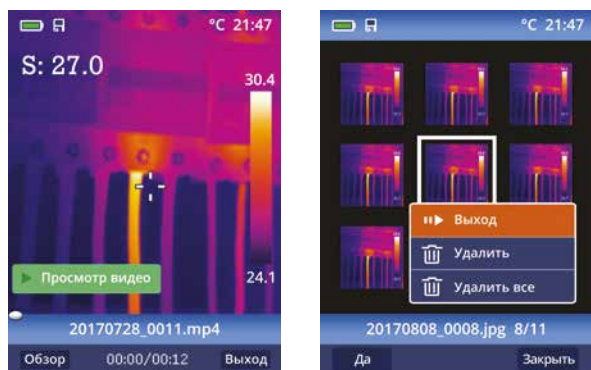 °C 21:47
S: 27.0
30.4
Просмотр видео
24.1
20170728_0011.mp4
Обзор 00:00/00:12 Выход
°C 21:47
Выход
Удалить
Удалить все
20170808_0008.jpg 8/11
Да Закрыть